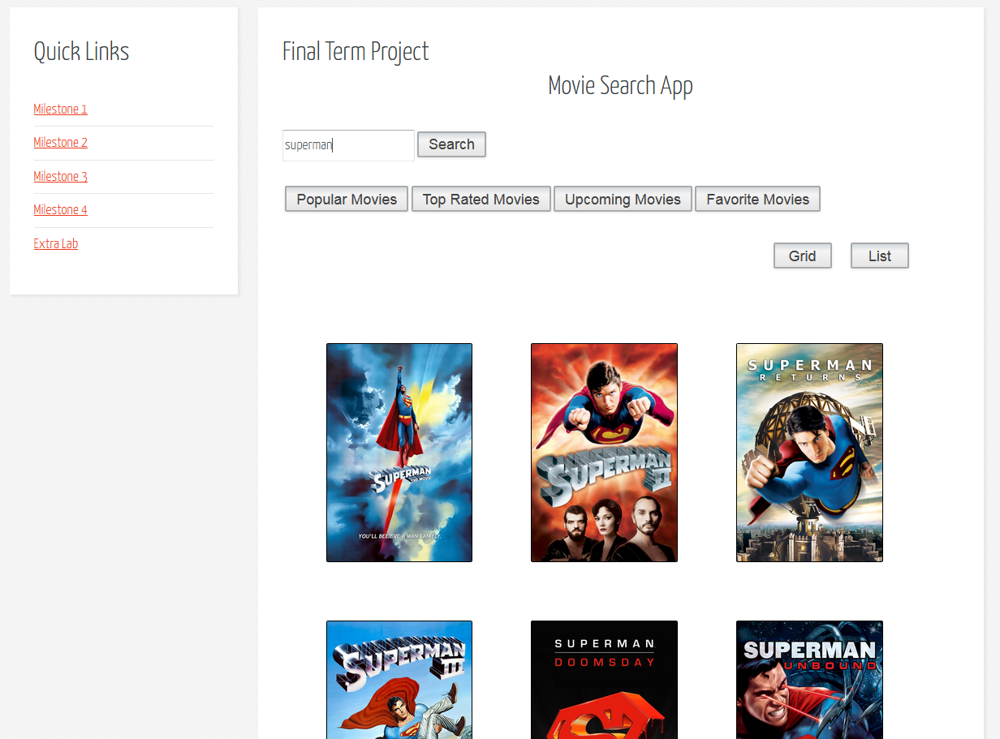 Quick Links
Milestone 1
Milestone 2
Milestone 3
Milestone 4
Extra Lab
Final Term Project
Movie Search App
superman
Search
Popular Movies
Top Rated Movies
Upcoming Movies
Favorite Movies
Grid
List
SUPERMAN
THE MOVIE
YOU'LL BELIEVE A MAN CAN FLY.
SUPERMAN
II
SUPERMAN
RETURNS
SUPERMAN
III
SUPERMAN
DOOMSDAY
SUPERMAN
UNBOUND